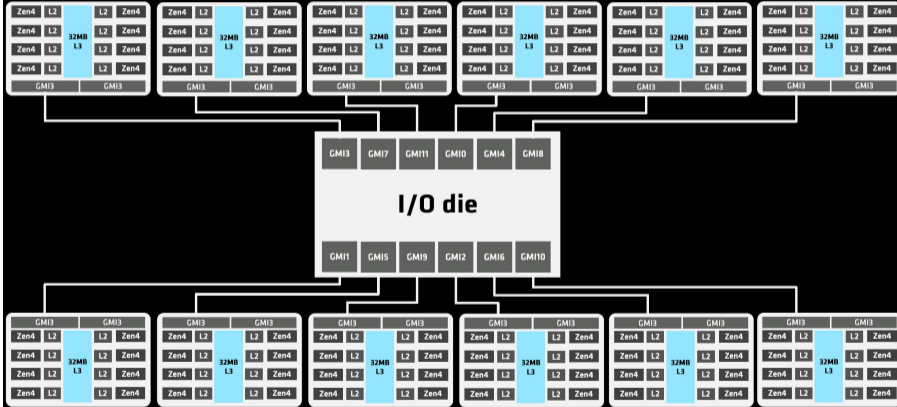 Zen4 L2 L2 Zen4 Zen4 L2 L2 Zen4 Zen4 L2 L2 Zen4 Zen4 L2 L2 Zen4 Zen4 L2 L2 Zen4 Zen4 L2 L2 Zen4
Zen4 L2 32MB L2 Zen4 Zen4 L2 32MB L2 Zen4 Zen4 L2 32MB L2 Zen4 Zen4 L2 32MB L2 Zen4 Zen4 L2 32MB L2 Zen4 Zen4 L2 32MB L2 Zen4
Zen4 L2 L3 L2 Zen4 Zen4 L2 L3 L2 Zen4 Zen4 L2 L3 L2 Zen4 Zen4 L2 L3 L2 Zen4 Zen4 L2 L3 L2 Zen4 Zen4 L2 L3 L2 Zen4
Zen4 L2 L2 Zen4 Zen4 L2 L2 Zen4 Zen4 L2 L2 Zen4 Zen4 L2 L2 Zen4 Zen4 L2 L2 Zen4 Zen4 L2 L2 Zen4
GMI3 GMI3 GMI3 GMI3 GMI3 GMI3 GMI3 GMI3 GMI3 GMI3 GMI3 GMI3
GMI3 GMI7 GMI11 GMI0 GMI4 GMI8
I/O die
GMI1 GMI5 GMI9 GMI2 GMI6 GMI10
GMI3 GMI3 GMI3 GMI3 GMI3 GMI3 GMI3 GMI3 GMI3 GMI3 GMI3 GMI3
Zen4 L2 L2 Zen4 Zen4 L2 L2 Zen4 Zen4 L2 L2 Zen4 Zen4 L2 L2 Zen4 Zen4 L2 L2 Zen4 Zen4 L2 L2 Zen4
Zen4 L2 32MB L2 Zen4 Zen4 L2 32MB L2 Zen4 Zen4 L2 32MB L2 Zen4 Zen4 L2 32MB L2 Zen4 Zen4 L2 32MB L2 Zen4 Zen4 L2 32MB L2 Zen4
Zen4 L2 L3 L2 Zen4 Zen4 L2 L3 L2 Zen4 Zen4 L2 L3 L2 Zen4 Zen4 L2 L3 L2 Zen4 Zen4 L2 L3 L2 Zen4 Zen4 L2 L3 L2 Zen4
Zen4 L2 L2 Zen4 Zen4 L2 L2 Zen4 Zen4 L2 L2 Zen4 Zen4 L2 L2 Zen4 Zen4 L2 L2 Zen4 Zen4 L2 L2 Zen4